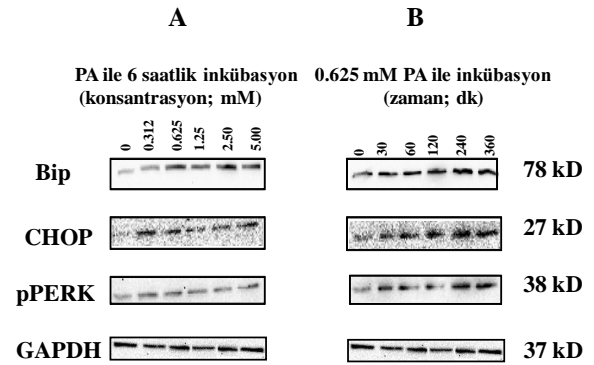 A
B
PA ile 6 saatlik inkübasyon
(konsantrasyon; mM)
0.625 mM PA ile inkübasyon
(zaman; dk)
0 0.312 0.625 1.25 2.50 5.00
0 30 60 120 240 360
Bip 78 kD
CHOP 27 kD
pPERK 38 kD
GAPDH 37 kD